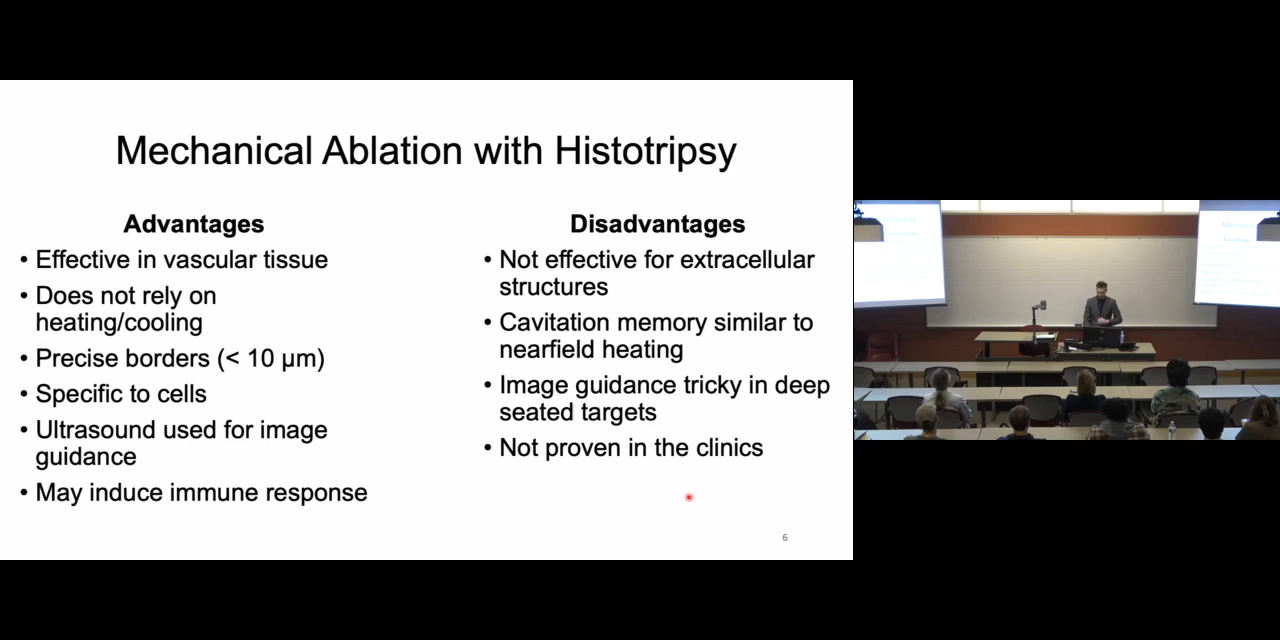 Mechanical Ablation with Histotripsy
Advantages
• Effective in vascular tissue
• Does not rely on
heating/cooling
• Precise borders (< 10 μm)
• Specific to cells
• Ultrasound used for image
guidance
• May induce immune response
Disadvantages
• Not effective for extracellular
structures
• Cavitation memory similar to
nearfield heating
• Image guidance tricky in deep
seated targets
• Not proven in the clinics
6